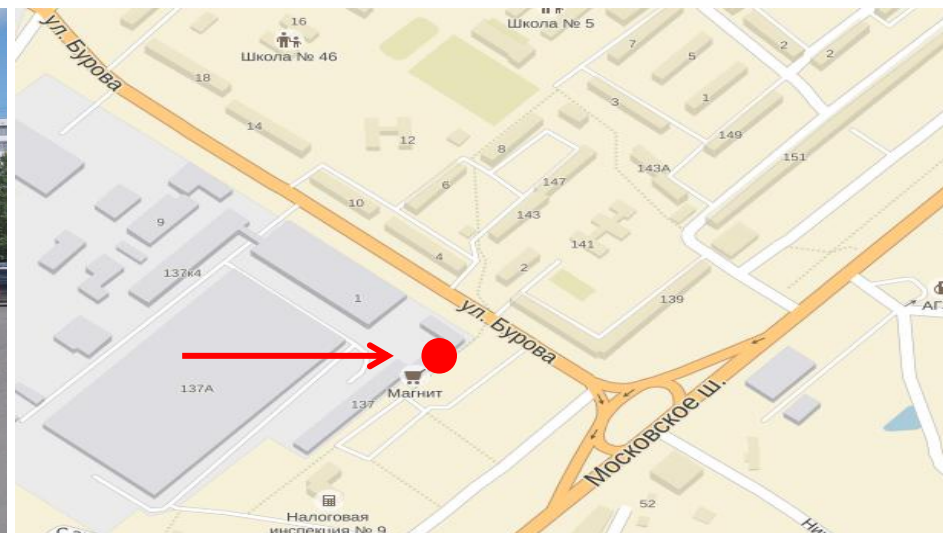 16
Школа № 46
Школа № 5
ул. Бурова
18
14
12
8
6
10
4
7
5
2
2
3
1
149
151
143А
147
143
141
2
139
9
137к4
1
ул. Бурова
137А
137
Магнит
Московское ш.
Налоговая
инспекция № 9
52